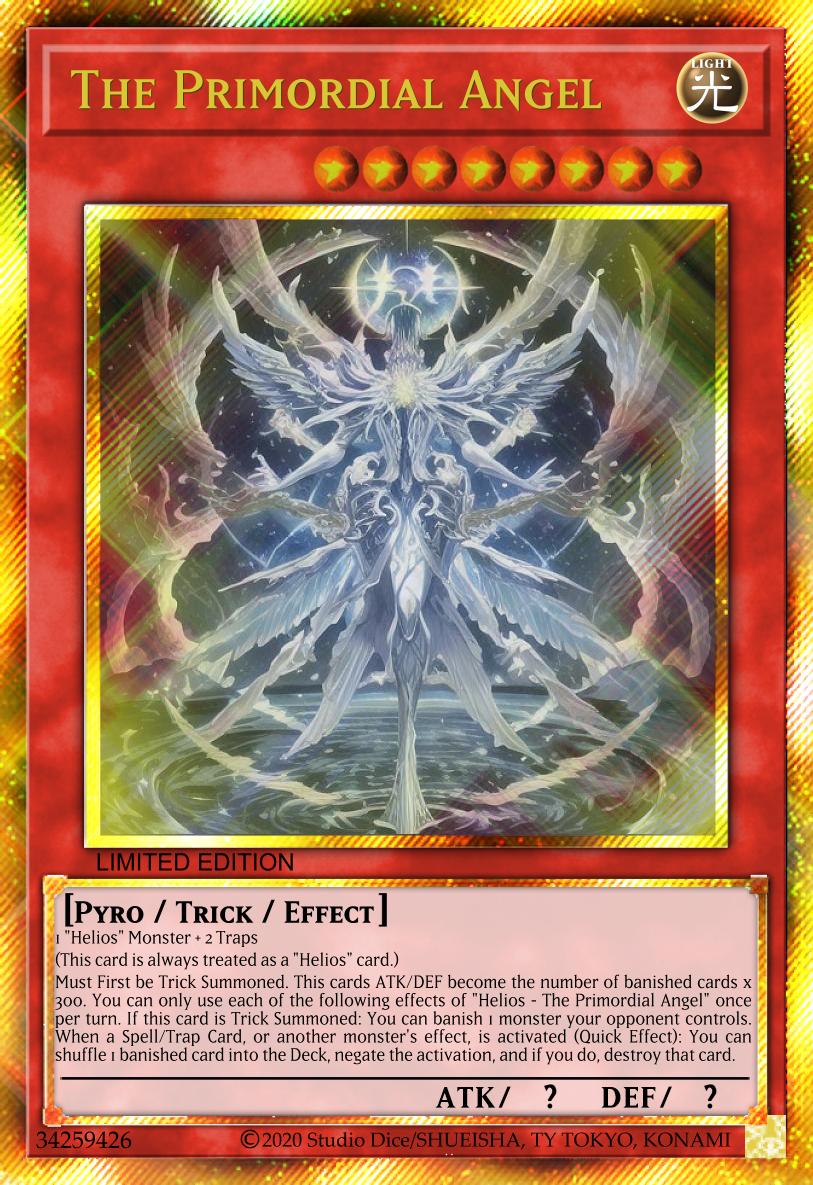 The Primordial Angel
LIGHT
光
LIMITED EDITION
[Pyro / Trick / Effect]
1 "Helios" Monster + 2 Traps
(This card is always treated as a "Helios" card.)
Must First be Trick Summoned. This cards ATK/DEF become the number of banished cards x
300. You can only use each of the following effects of "Helios - The Primordial Angel" once
per turn. If this card is Trick Summoned: You can banish 1 monster your opponent controls.
When a Spell/Trap Card, or another monster's effect, is activated (Quick Effect): You can
shuffle 1 banished card into the Deck, negate the activation, and if you do, destroy that card.
ATK/ ? DEF/ ?
34259426 ©2020 Studio Dice/SHUEISHA, TV TOKYO, KONAMI